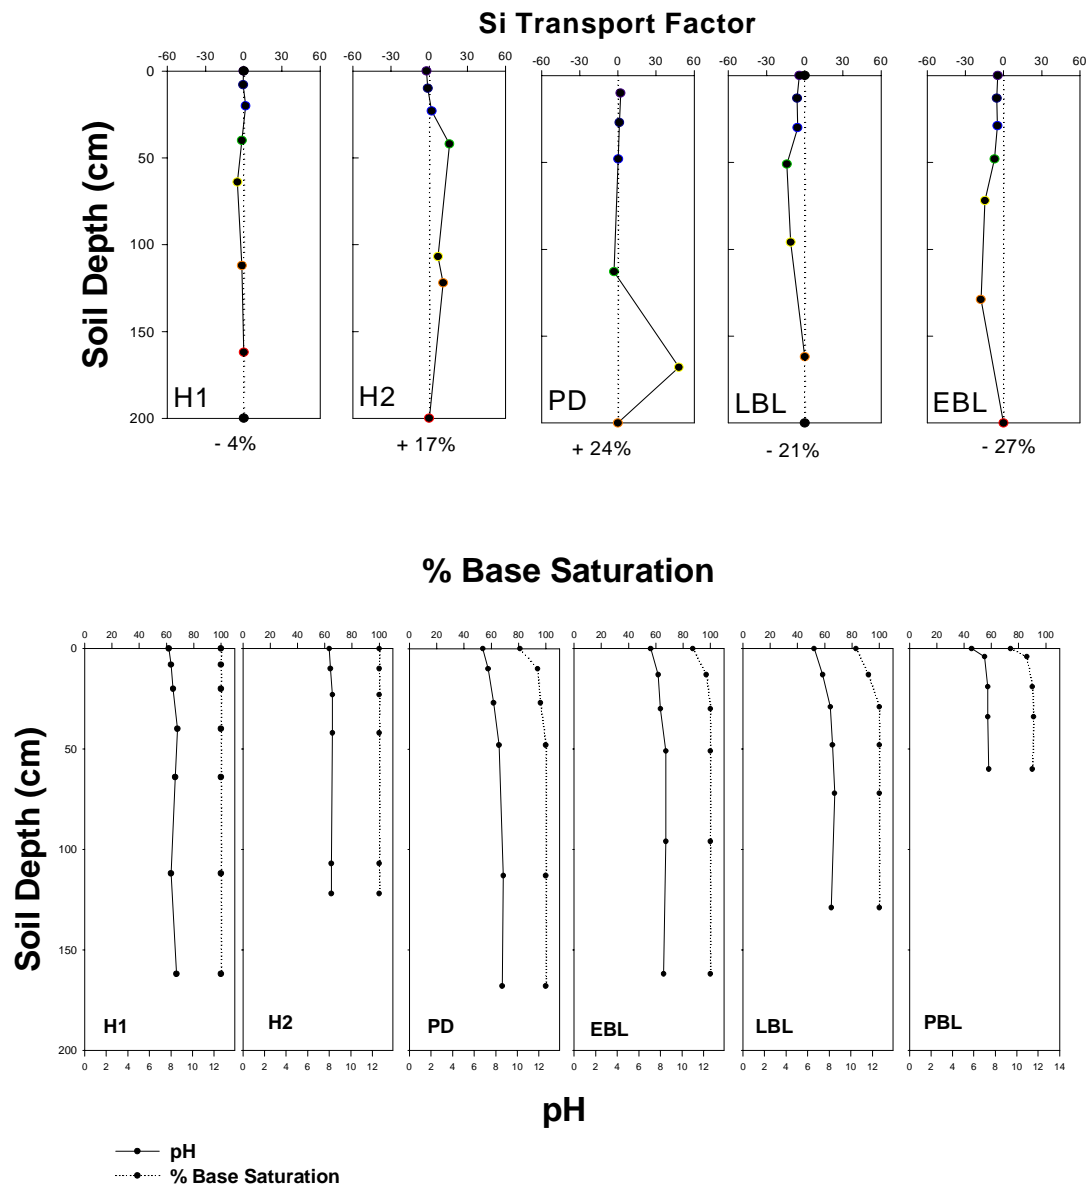 Si Transport Factor
-60 -30 0 30 60 -60 -30 0 30 60 -60 -30 0 30 60 -60 -30 0 30 60 -60 -30 0 30 60
Soil Depth (cm)
0
50
100
150
200
H1 H2 PD LBL EBL
- 4% + 17% + 24% - 21% - 27%
% Base Saturation
0 20 40 60 80 100 0 20 40 60 80 100 0 20 40 60 80 100 0 20 40 60 80 100 0 20 40 60 80 100 0 20 40 60 80 100
Soil Depth (cm)
0
50
100
150
200
H1 H2 PD EBL LBL PBL
0 2 4 6 8 10 12 0 2 4 6 8 10 12 0 2 4 6 8 10 12 0 2 4 6 8 10 12 0 2 4 6 8 10 12 0 2 4 6 8 10 12 14
pH
pH
% Base Saturation